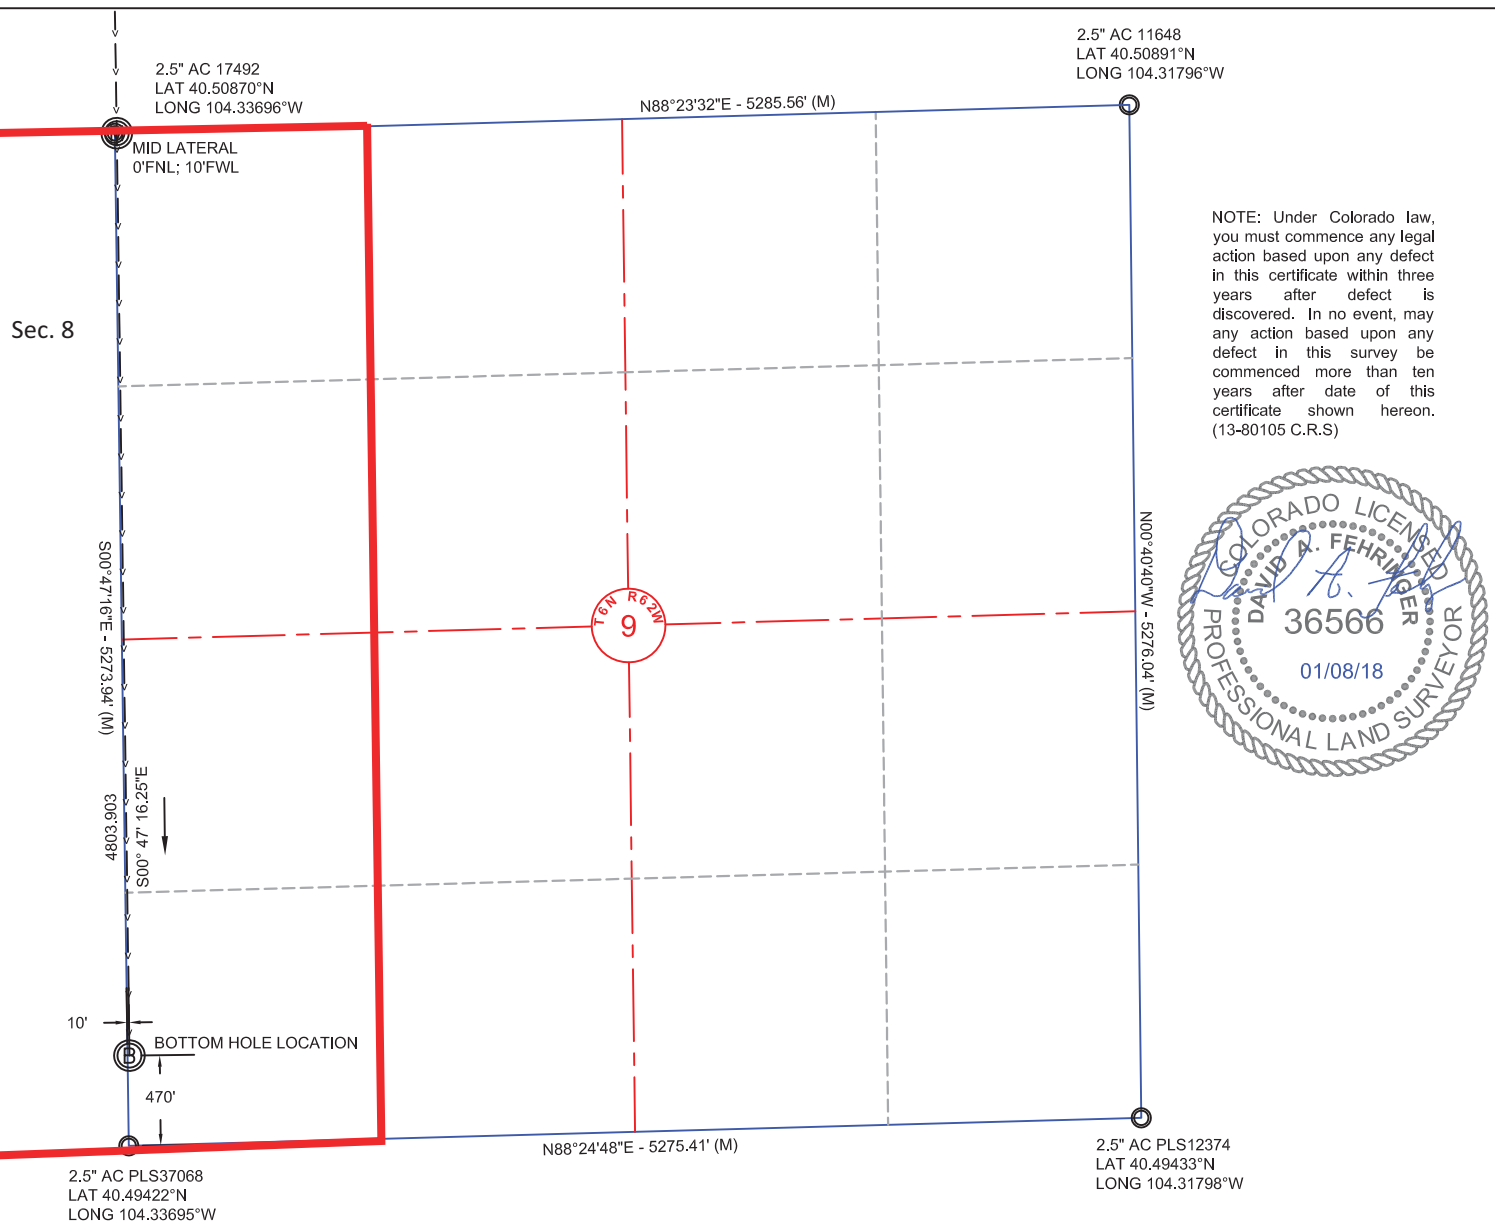 2.5" AC 17492
LAT 40.50870°N
LONG 104.33696°W
2.5" AC 11648
LAT 40.50891°N
LONG 104.31796°W
N88°23'32"E - 5285.56' (M)
MID LATERAL
0'FNL; 10'FWL
Sec. 8
NOTE: Under Colorado law,
you must commence any legal
action based upon any defect
in this certificate within three
years after defect is
discovered. In no event, may
any action based upon any
defect in this survey be
commenced more than ten
years after date of this
certificate shown hereon.
(13-80105 C.R.S)
COLORADO LICENSED
DAVID A. FEHRINGER
36566
01/08/18
PROFESSIONAL LAND SURVEYOR
S00°47'16"E - 5273.94' (M)
T6N R62W
9
N00°40'40"W - 5276.04' (M)
4803.903
S00° 47' 16.25"E
10'
B
BOTTOM HOLE LOCATION
470'
N88°24'48"E - 5275.41' (M)
2.5" AC PLS37068
LAT 40.49422°N
LONG 104.33695°W
2.5" AC PLS12374
LAT 40.49433°N
LONG 104.31798°W